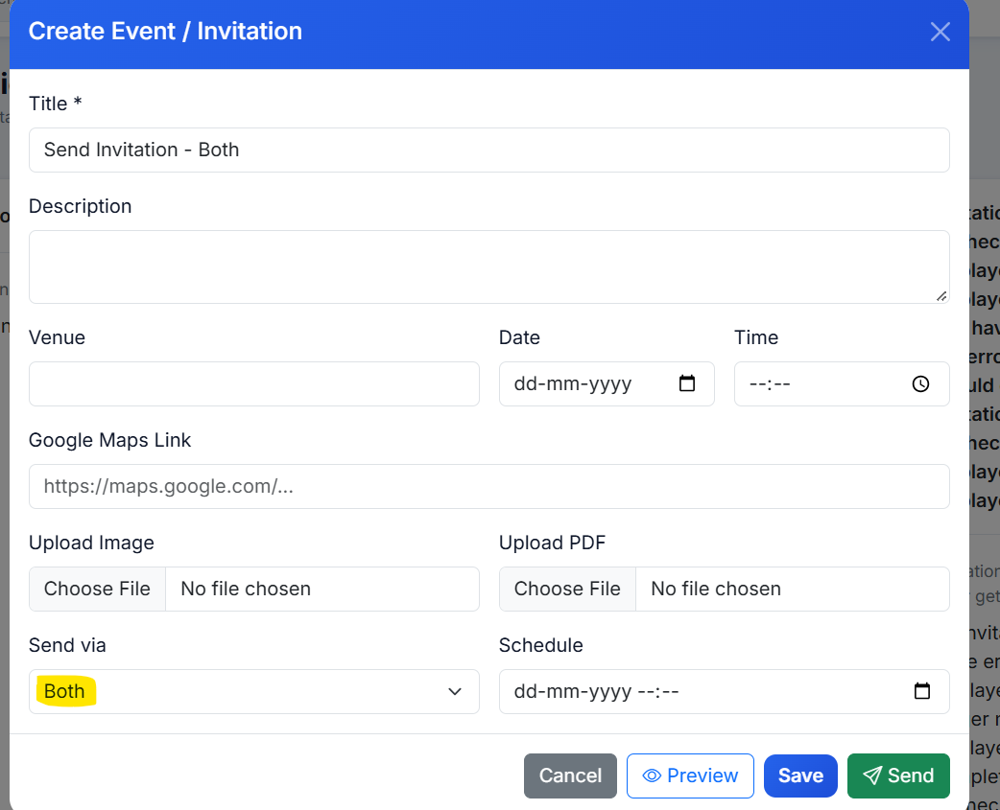 Create Event / Invitation
Title *
Send Invitation - Both
Description
Venue
Date
Time
dd-mm-yyyy
--:--
Google Maps Link
https://maps.google.com/...
Upload Image
Upload PDF
Choose File
No file chosen
Choose File
No file chosen
Send via
Schedule
Both
dd-mm-yyyy --:--
Cancel
Preview
Save
Send